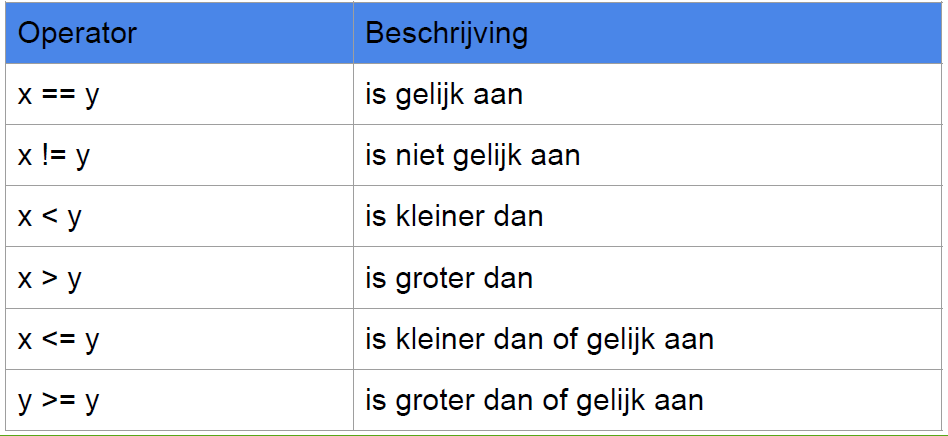 Operator Beschrijving
x == y is gelijk aan
x != y is niet gelijk aan
x < y is kleiner dan
x > y is groter dan
x <= y is kleiner dan of gelijk aan
y >= y is groter dan of gelijk aan